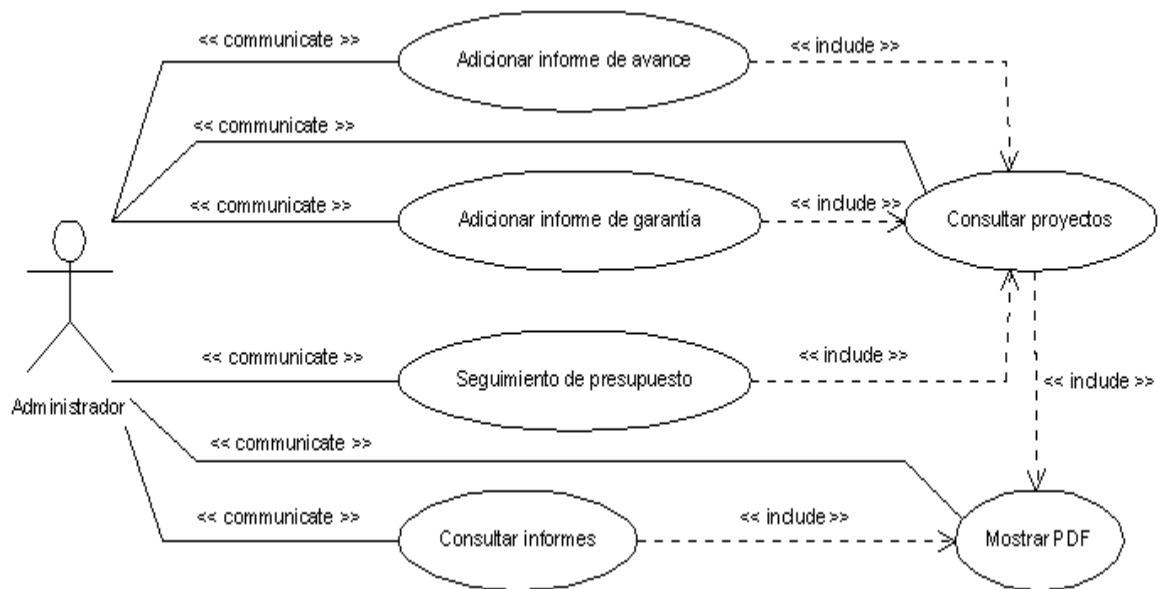 << communicate >>
Adicionar informe de avance
<< include >>
<< communicate >>
<< communicate >>
Adicionar informe de garantía
<< include >>
Consultar proyectos
<< communicate >>
Seguimiento de presupuesto
<< include >>
<< include >>
Administrador
<< communicate >>
<< communicate >>
Consultar informes
<< include >>
Mostrar PDF